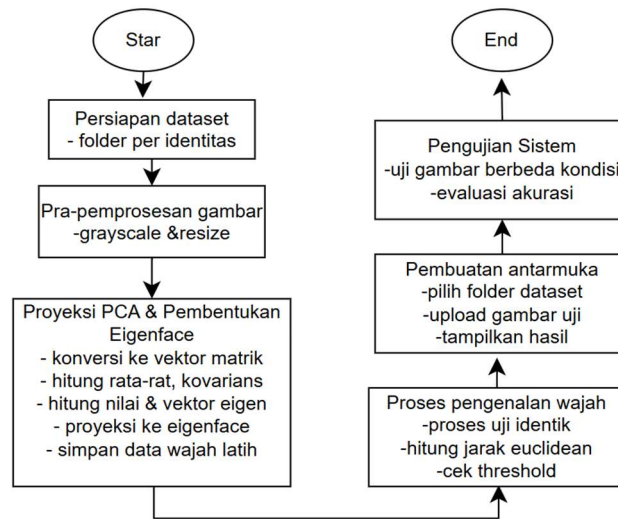 Star
Persiapan dataset
- folder per identitas
Pra-pemprosesan gambar
-grayscale &resize
Proyeksi PCA & Pembentukan
Eigenface
- konversi ke vektor matrik
- hitung rata-rat, kovarians
- hitung nilai & vektor eigen
- proyeksi ke eigenface
- simpan data wajah latih
Proses pengenalan wajah
-proses uji identik
-hitung jarak euclidean
-cek threshold
Pembuatan antarmuka
-pilih folder dataset
-upload gambar uji
-tampilkan hasil
Pengujian Sistem
-uji gambar berbeda kondisi
-evaluasi akurasi
End